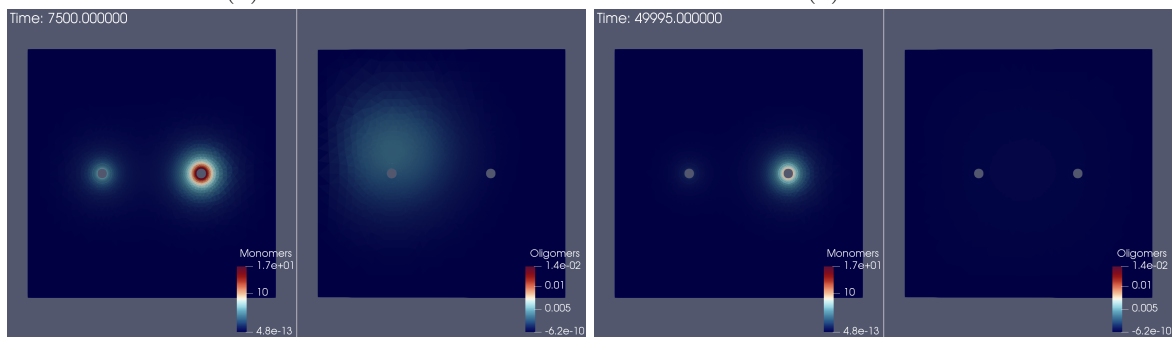 Time: 7500.000000
Monomers
1.7e+01
10
4.8e-13
Oligomers
1.4e-02
0.01
0.005
-6.2e-10
Time: 49995.000000
Monomers
1.7e+01
10
4.8e-13
Oligomers
1.4e-02
0.01
0.005
-6.2e-10